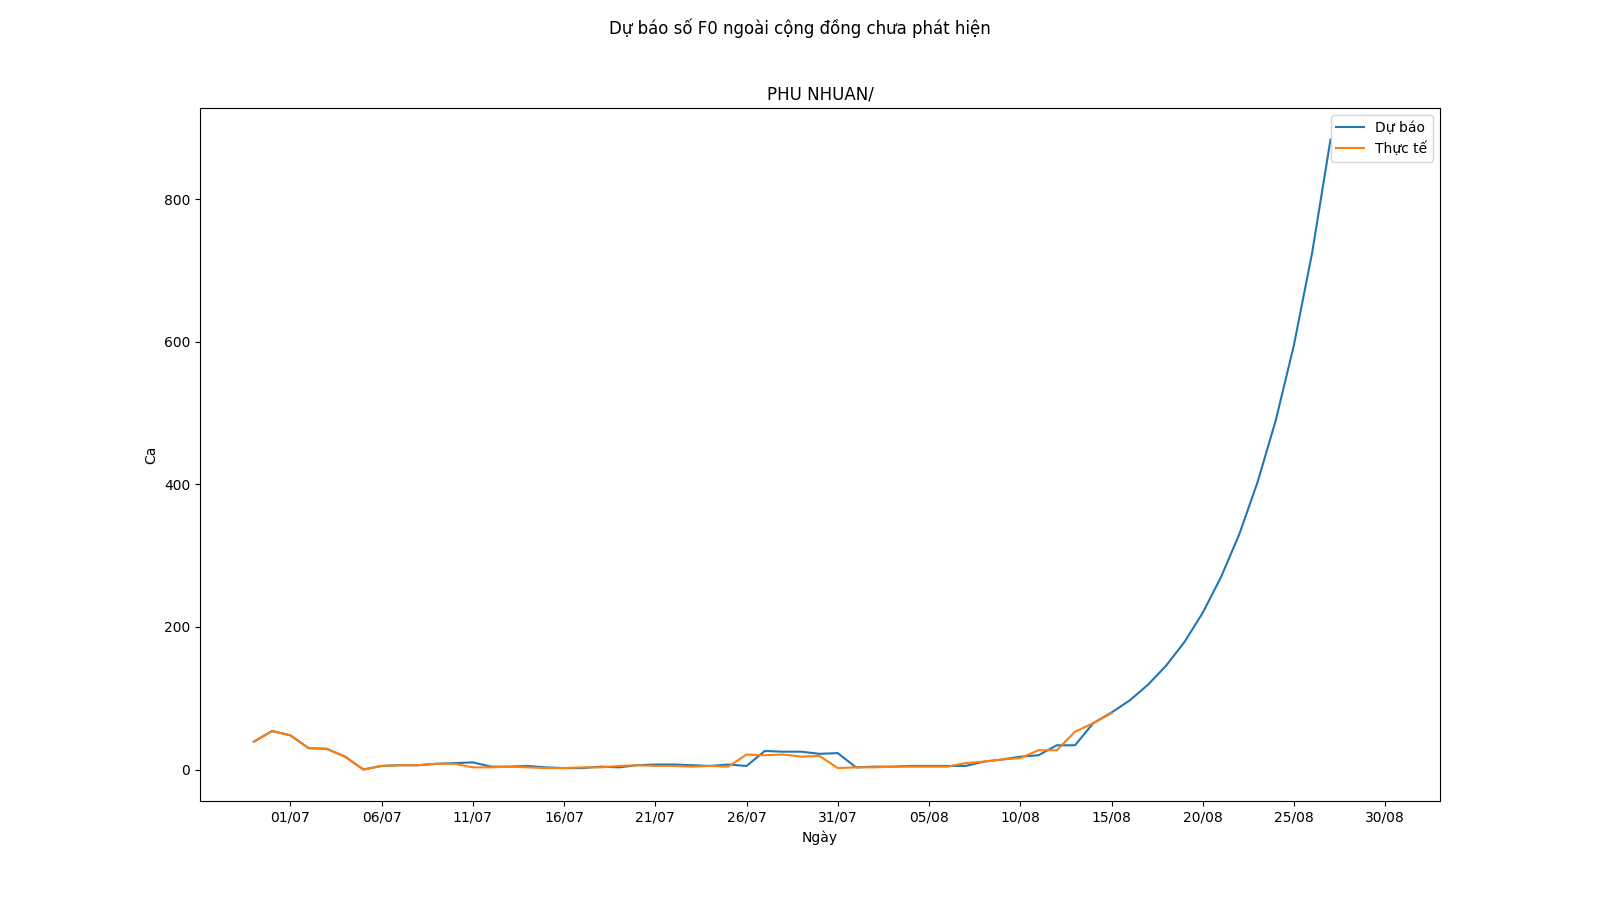 Dự báo số F0 ngoài cộng đồng chưa phát hiện
PHU NHUAN/
Dự báo
Thực tế
800
600
400
200
0
Ca
01/07 06/07 11/07 16/07 21/07 26/07 31/07 05/08 10/08 15/08 20/08 25/08 30/08
Ngày